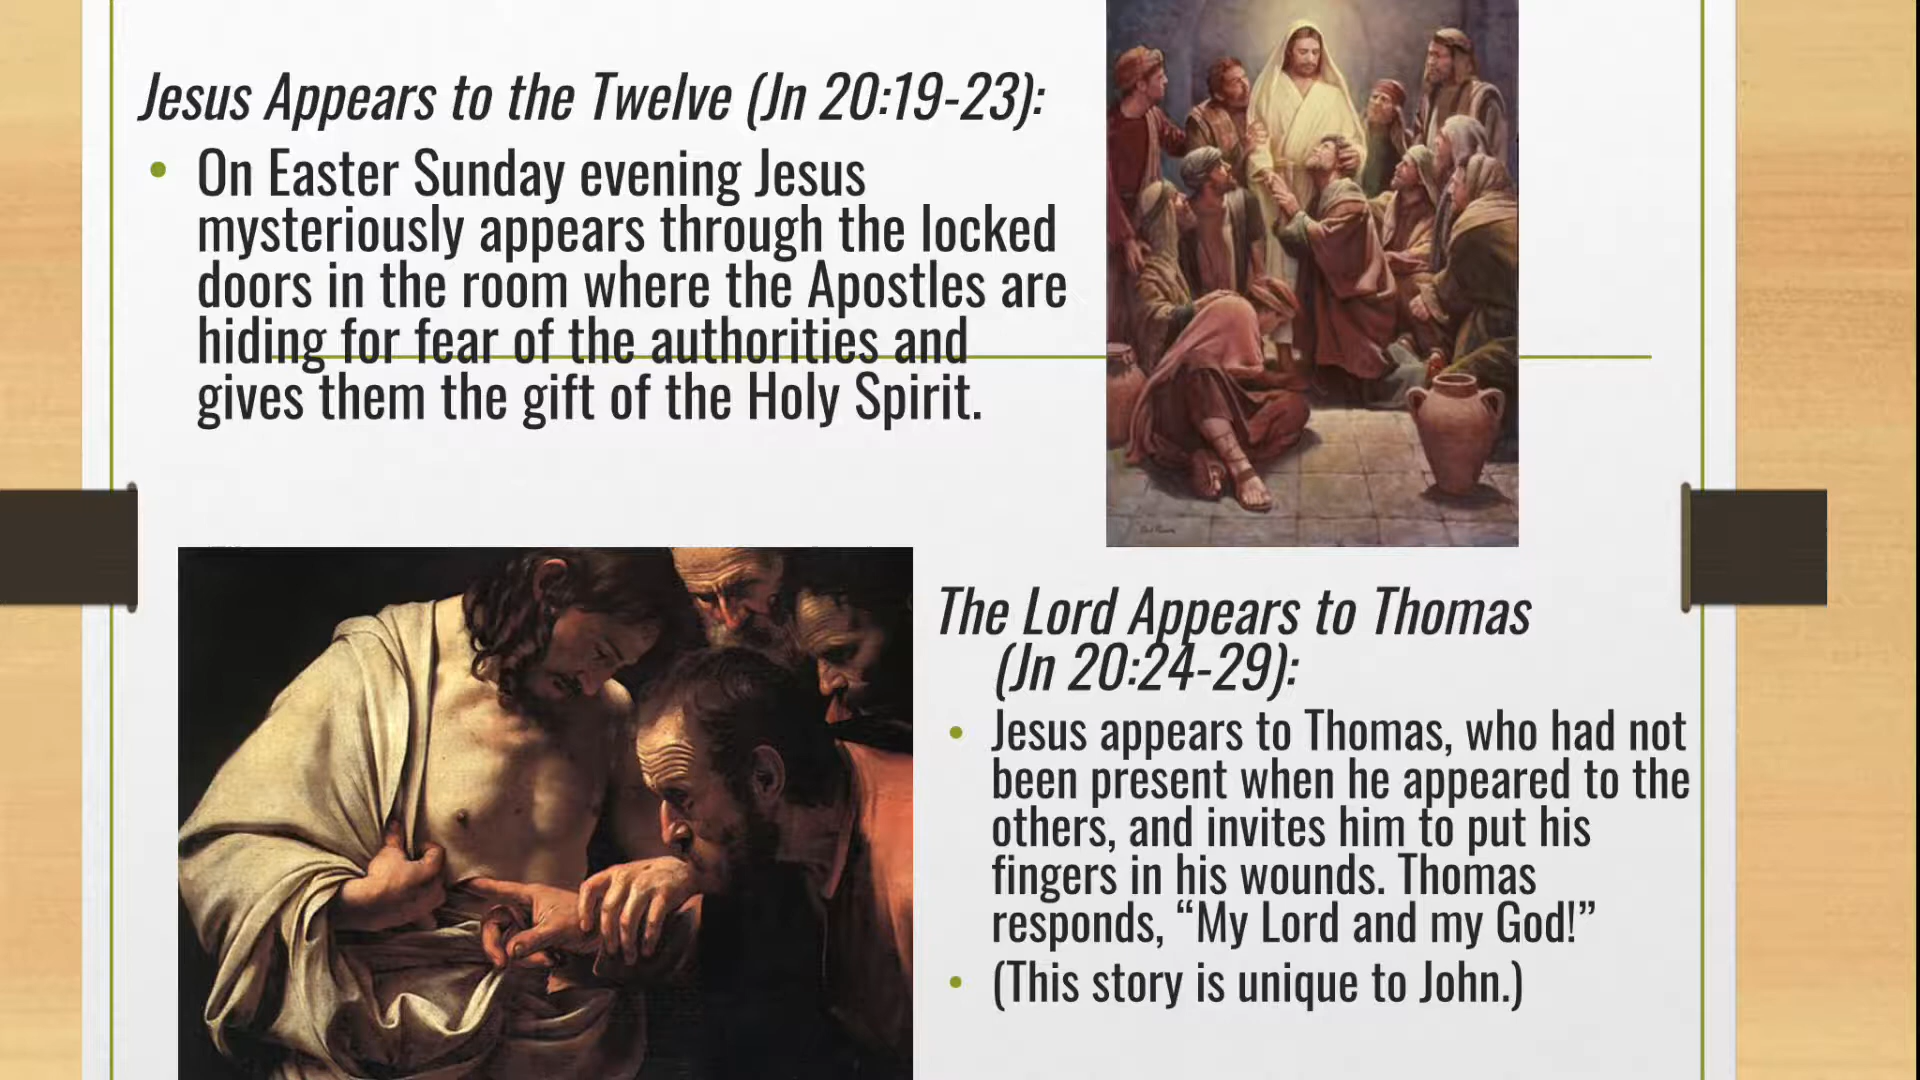 Jesus Appears to the Twelve (Jn 20:19-23):
• On Easter Sunday evening Jesus
mysteriously appears through the locked
doors in the room where the Apostles are
hiding for fear of the authorities and
gives them the gift of the Holy Spirit.
The Lord Appears to Thomas
(Jn 20:24-29):
• Jesus appears to Thomas, who had not
been present when he appeared to the
others, and invites him to put his
fingers in his wounds. Thomas
responds, “My Lord and my God!”
• (This story is unique to John.)